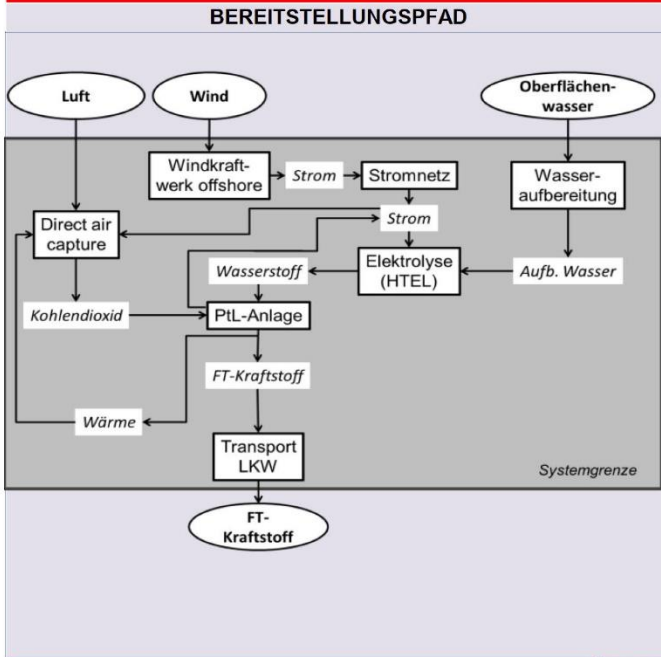 BEREITSTELLUNGSPFAD
Luft
Wind
Oberflächen-
wasser
Windkraft-
werk offshore
Strom
Stromnetz
Wasser-
aufbereitung
Direct air
capture
Strom
Wasserstoff
Elektrolyse
(HTEL)
Aufb. Wasser
Kohlendioxid
PtL-Anlage
FT-Kraftstoff
Wärme
Transport
LKW
Systemgrenze
FT-
Kraftstoff